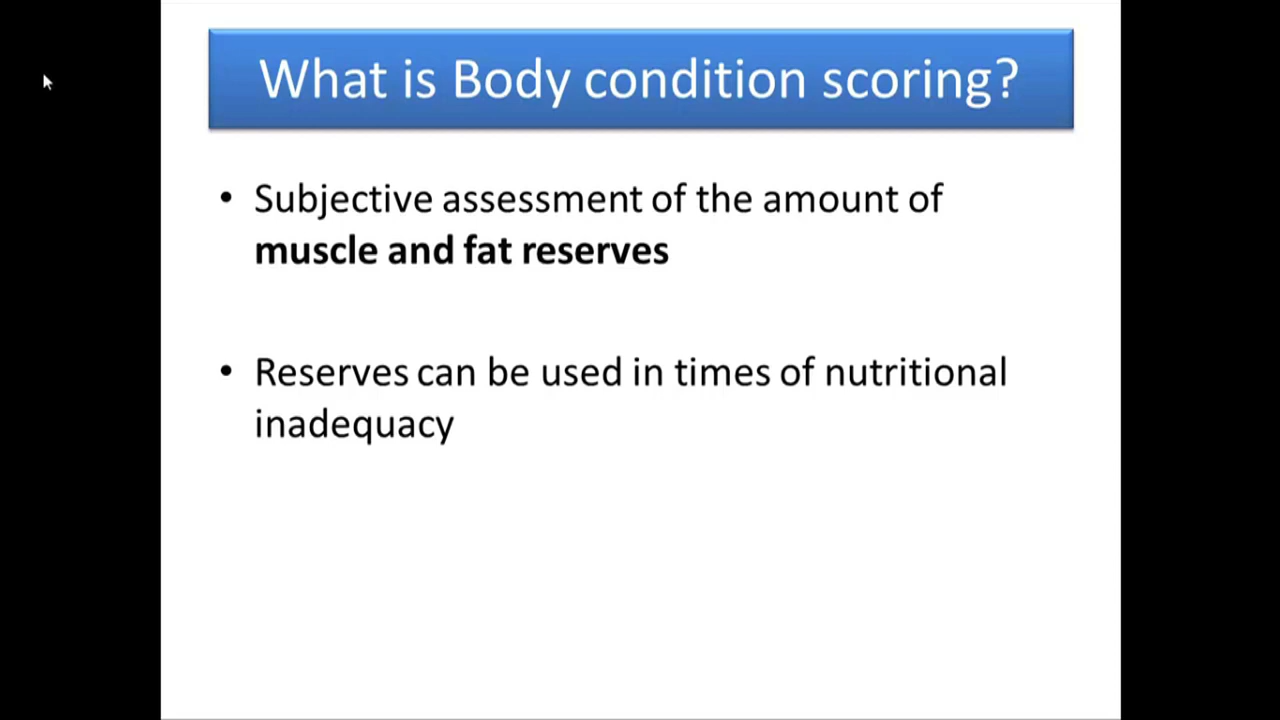 What is Body condition scoring?
• Subjective assessment of the amount of
muscle and fat reserves
• Reserves can be used in times of nutritional
inadequacy